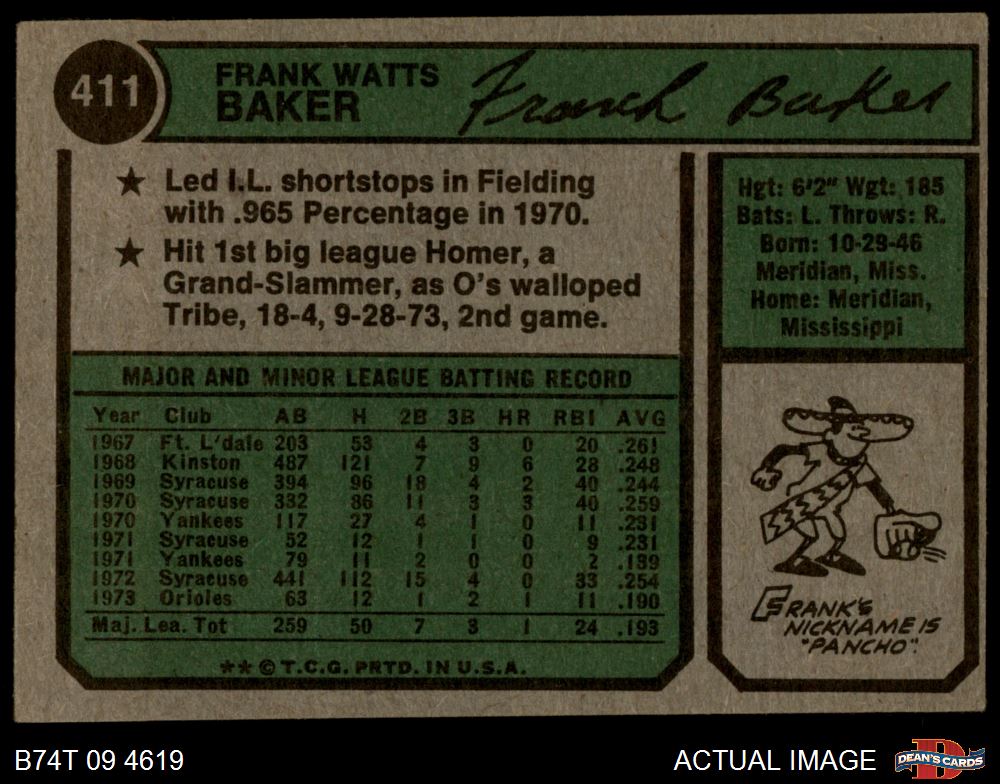 411
FRANK WATTS
BAKER
Frank Baker
★ Led I.L. shortstops in Fielding
with .965 Percentage in 1970.
★ Hit 1st big league Homer, a
Grand-Slammer, as O's walloped
Tribe, 18-4, 9-28-73, 2nd game.
Hgt: 6'2" Wgt: 185
Bats: L. Throws: R.
Born: 10-29-46
Meridian, Miss.
Home: Meridian,
Mississippi
MAJOR AND MINOR LEAGUE BATTING RECORD
Year Club AB H 2B 3B HR RBI AVG
1967 Ft. L'dale 203 53 4 3 0 20 .261
1968 Kinston 487 121 7 9 6 28 .248
1969 Syracuse 394 96 18 4 2 40 .244
1970 Syracuse 332 86 11 3 3 40 .259
1970 Yankees 117 27 4 1 0 11 .231
1971 Syracuse 52 12 1 1 0 9 .231
1971 Yankees 79 11 2 0 0 2 .139
1972 Syracuse 441 112 15 4 0 33 .254
1973 Orioles 63 12 1 2 1 11 .190
Maj. Lea. Tot 259 50 7 3 1 24 .193
★★ © T.C.G. PRTD. IN U.S.A.
FRANK'S
NICKNAME IS
"PANCHO".
B74T 09 4619
ACTUAL IMAGE
D
DEAN'S CARDS